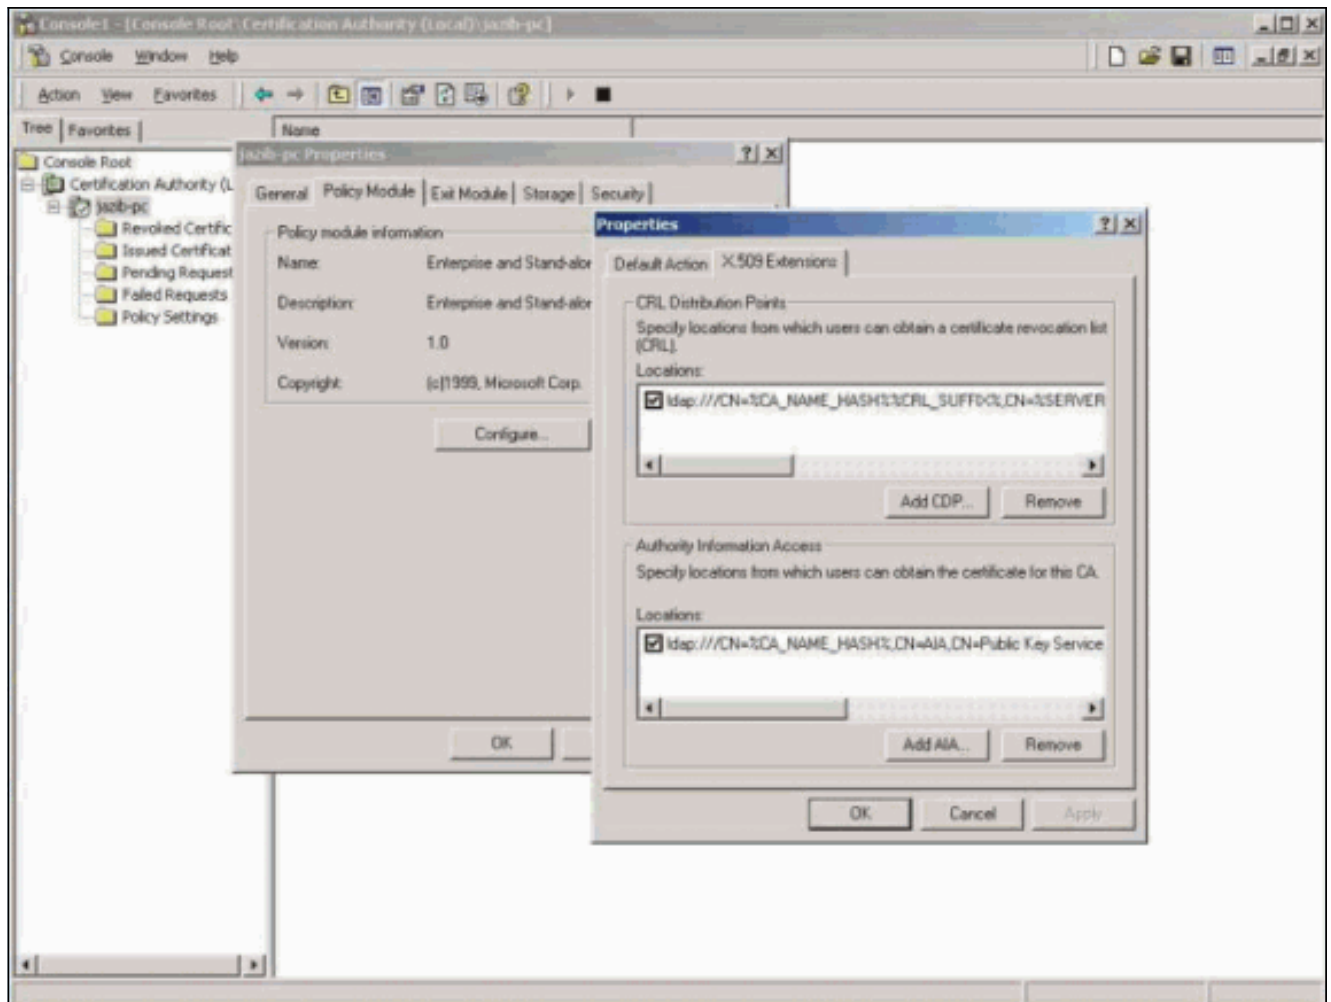 Console1 - [Console Root\Certification Authority (Local)\jazib-pc]
Console Window Help
Action View Favorites
Tree Favorites
Name
Console Root
Certification Authority (L
jazib-pc
Revoked Certific
Issued Certificat
Pending Request
Failed Requests
Policy Settings
jazib-pc Properties
General Policy Module Exit Module Storage Security
Policy module information
Name: Enterprise and Stand-alor
Description: Enterprise and Stand-alor
Version: 1.0
Copyright: (c)1999, Microsoft Corp.
Configure...
OK
Properties
Default Action X.509 Extensions
CRL Distribution Points
Specify locations from which users can obtain a certificate revocation list
(CRL).
Locations:
ldap:///CN=%CA_NAME_HASH%%CRL_SUFFIX%,CN=%SERVER
Add CDP... Remove
Authority Information Access
Specify locations from which users can obtain the certificate for this CA.
Locations:
ldap:///CN=%CA_NAME_HASH%,CN=AIA,CN=Public Key Service
Add AIA... Remove
OK Cancel Apply